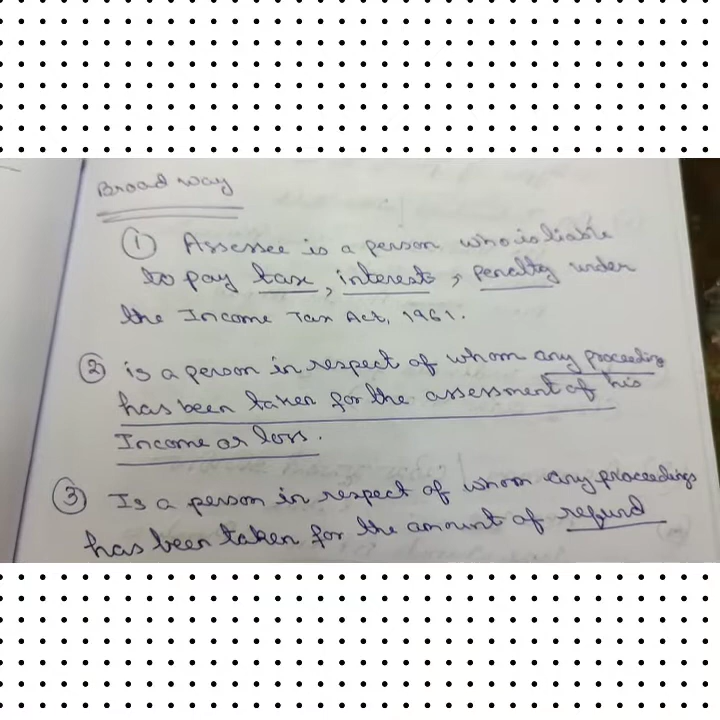 Broad way
① Assessee is a person who is liable
to pay tax, interest, penalty under
the Income Tax Act, 1961.
② is a person in respect of whom any proceeding
has been taken for the assessment of his
Income or loss.
③ Is a person in respect of whom any proceedings
has been taken for the amount of refund